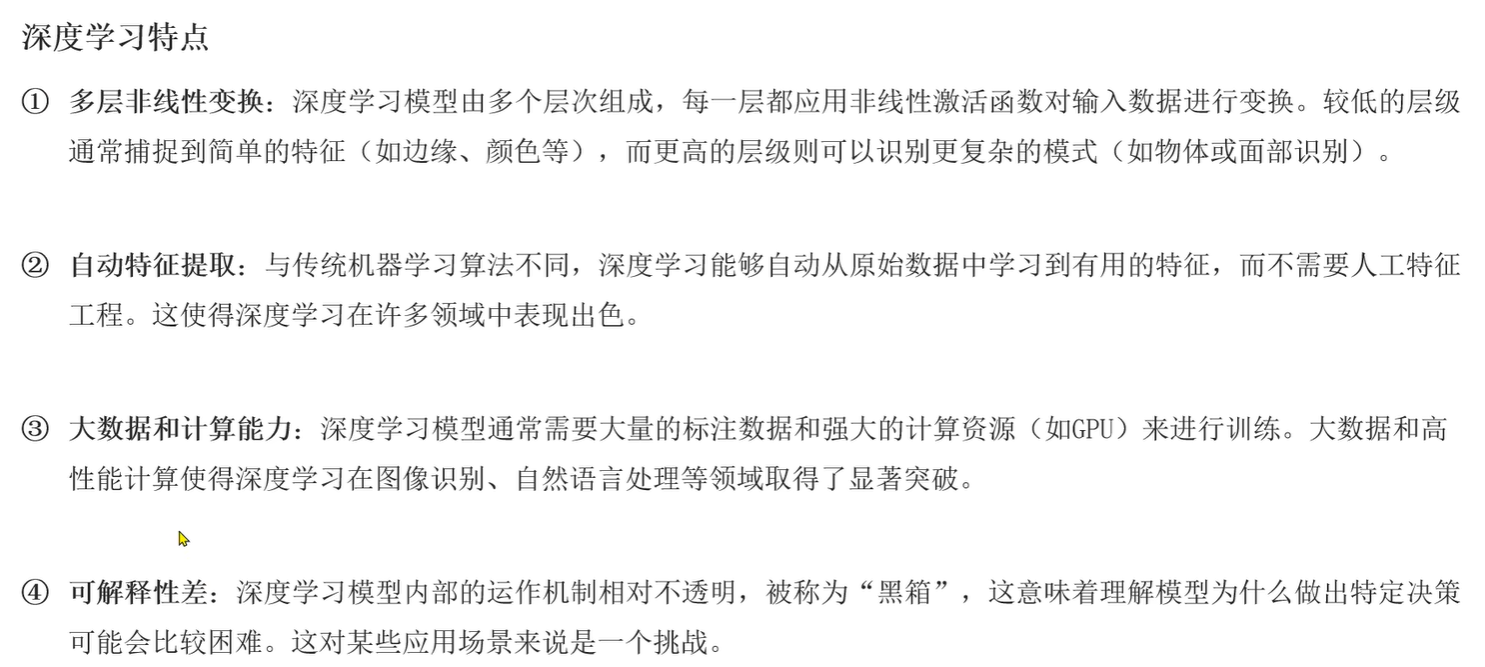 深度学习特点
① 多层非线性变换：深度学习模型由多个层次组成，每一层都应用非线性激活函数对输入数据进行变换。较低的层级
通常捕捉到简单的特征（如边缘、颜色等），而更高的层级则可以识别更复杂的模式（如物体或面部识别）。
② 自动特征提取：与传统机器学习算法不同，深度学习能够自动从原始数据中学习到有用的特征，而不需要人工特征
工程。这使得深度学习在许多领域中表现出色。
③ 大数据和计算能力：深度学习模型通常需要大量的标注数据和强大的计算资源（如GPU）来进行训练。大数据和高
性能计算使得深度学习在图像识别、自然语言处理等领域取得了显著突破。
④ 可解释性差：深度学习模型内部的运作机制相对不透明，被称为“黑箱”，这意味着理解模型为什么做出特定决策
可能会比较困难。这对某些应用场景来说是一个挑战。